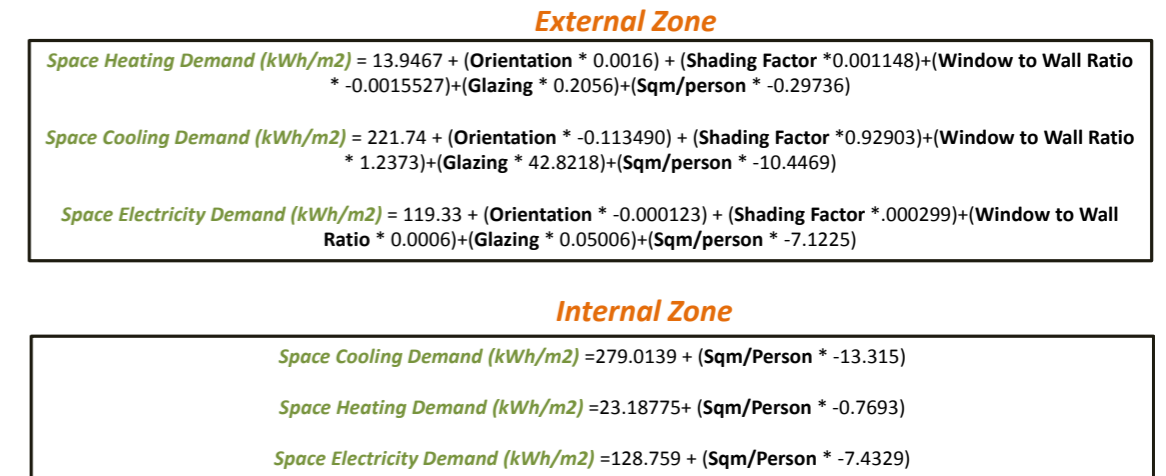 External Zone
Space Heating Demand (kWh/m2) = 13.9467 + (Orientation * 0.0016) + (Shading Factor *0.001148)+(Window to Wall Ratio
* -0.0015527)+(Glazing * 0.2056)+(Sqm/person * -0.29736)
Space Cooling Demand (kWh/m2) = 221.74 + (Orientation * -0.113490) + (Shading Factor *0.92903)+(Window to Wall Ratio
* 1.2373)+(Glazing * 42.8218)+(Sqm/person * -10.4469)
Space Electricity Demand (kWh/m2) = 119.33 + (Orientation * -0.000123) + (Shading Factor *.000299)+(Window to Wall
Ratio * 0.0006)+(Glazing * 0.05006)+(Sqm/person * -7.1225)
Internal Zone
Space Cooling Demand (kWh/m2) =279.0139 + (Sqm/Person * -13.315)
Space Heating Demand (kWh/m2) =23.18775+ (Sqm/Person * -0.7693)
Space Electricity Demand (kWh/m2) =128.759 + (Sqm/Person * -7.4329)